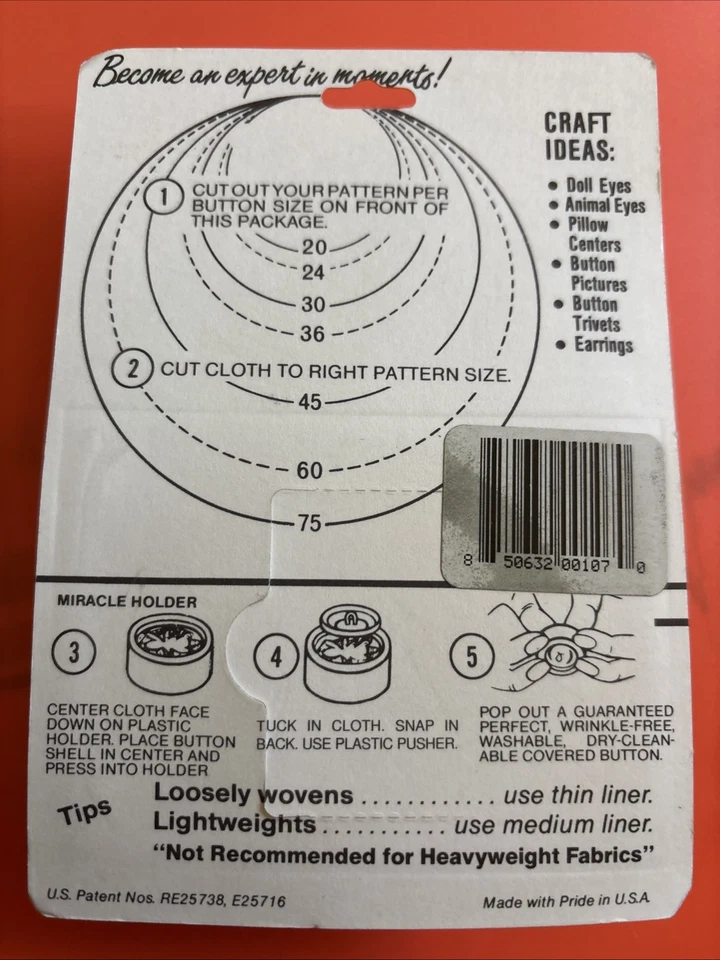 Become an expert in moments!
CRAFT
IDEAS:
• Doll Eyes
• Animal Eyes
• Pillow
Centers
• Button
Pictures
• Button
Trivets
• Earrings
1 CUT OUT YOUR PATTERN PER
BUTTON SIZE ON FRONT OF
THIS PACKAGE.
20
24
30
36
2 CUT CLOTH TO RIGHT PATTERN SIZE.
45
60
75
8 50632 00107 0
MIRACLE HOLDER
3
CENTER CLOTH FACE
DOWN ON PLASTIC
HOLDER. PLACE BUTTON
SHELL IN CENTER AND
PRESS INTO HOLDER
4
TUCK IN CLOTH. SNAP IN
BACK. USE PLASTIC PUSHER.
5
POP OUT A GUARANTEED
PERFECT, WRINKLE-FREE,
WASHABLE, DRY-CLEAN-
ABLE COVERED BUTTON.
Tips
Loosely wovens ............ use thin liner.
Lightweights ........... use medium liner.
“Not Recommended for Heavyweight Fabrics”
U.S. Patent Nos. RE25738, E25716
Made with Pride in U.S.A.